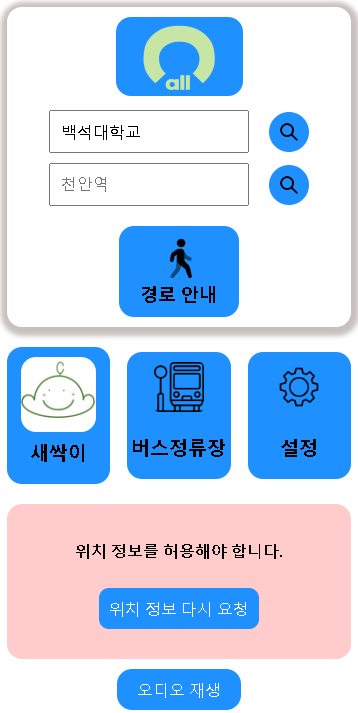 all
백석대학교
천안역
경로 안내
새싹이
버스정류장
설정
위치 정보를 허용해야 합니다.
위치 정보 다시 요청
오디오 재생